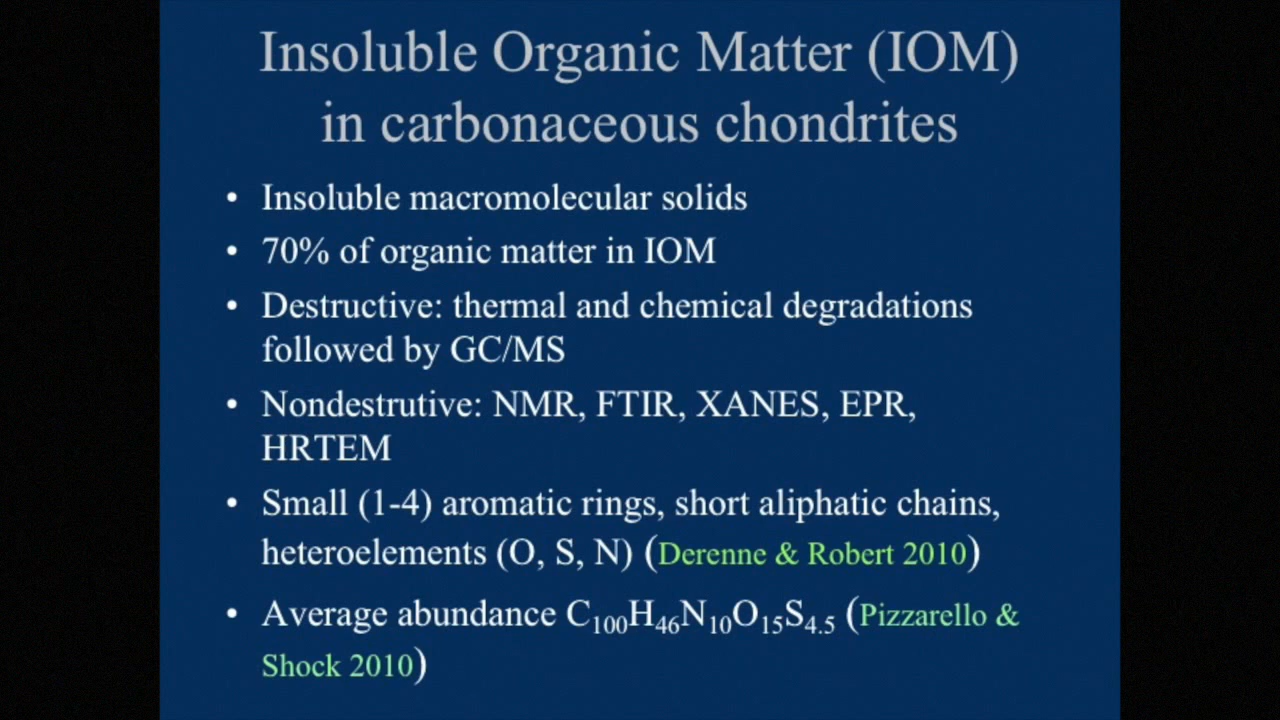 Insoluble Organic Matter (IOM)
in carbonaceous chondrites
• Insoluble macromolecular solids
• 70% of organic matter in IOM
• Destructive: thermal and chemical degradations
followed by GC/MS
• Nondestrutive: NMR, FTIR, XANES, EPR,
HRTEM
• Small (1-4) aromatic rings, short aliphatic chains,
heteroelements (O, S, N) (Derenne & Robert 2010)
• Average abundance C₁₀₀H₄₆N₁₀O₁₅S₄.₅ (Pizzarello &
Shock 2010)